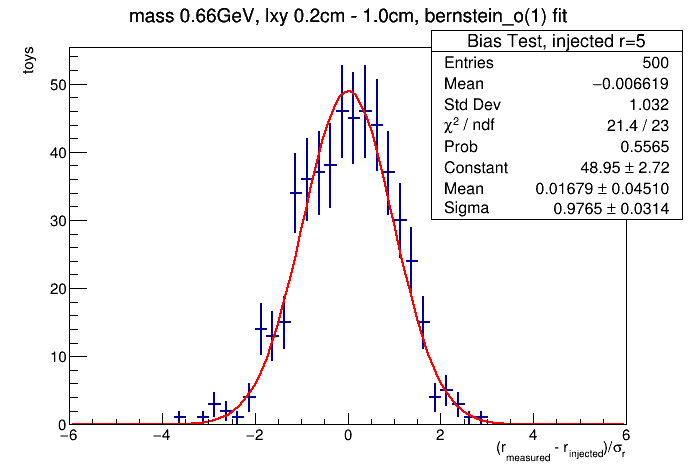 mass 0.66GeV, lxy 0.2cm - 1.0cm, bernstein_o(1) fit
toys
Bias Test, injected r=5
Entries 500
Mean −0.006619
Std Dev 1.032
χ² / ndf 21.4 / 23
Prob 0.5565
Constant 48.95 ± 2.72
Mean 0.01679 ± 0.04510
Sigma 0.9765 ± 0.0314
50
40
30
20
10
0
−6 −4 −2 0 2 4 6
(r_measured - r_injected)/σ_r